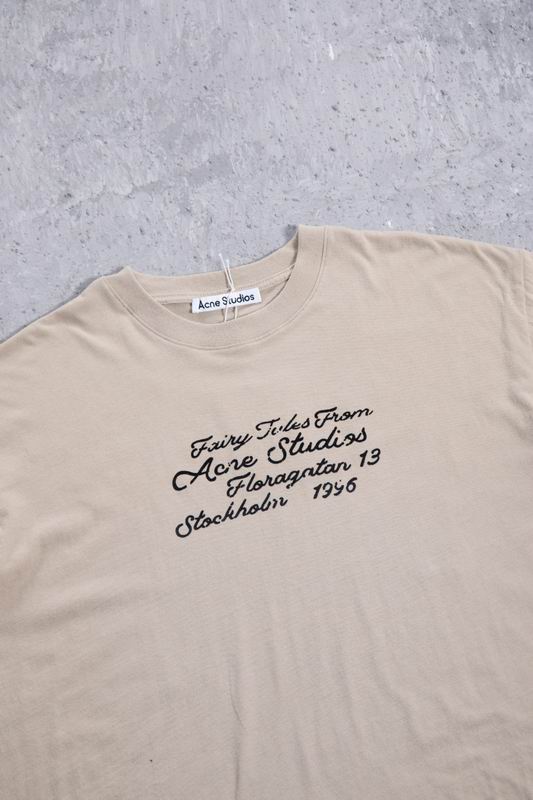 Acne Studios
Fairy Tales From
Acne Studios
Floragatan 13
Stockholm 1996